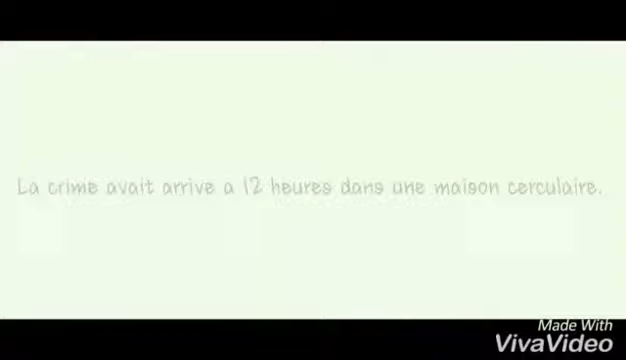 La crime avait arrive a 12 heures dans une maison cerculaire.
Made With
VivaVideo